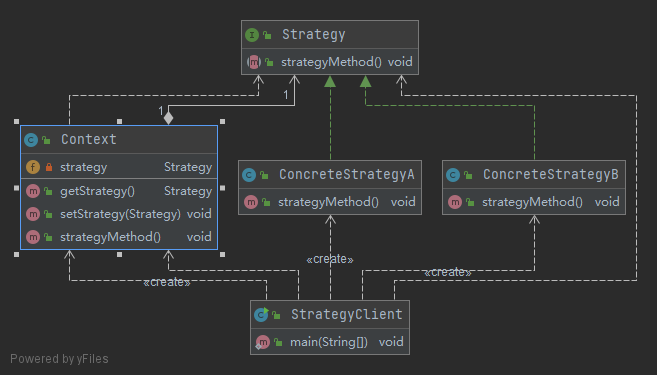 I Strategy
m strategyMethod() void
1
1
C Context
f strategy Strategy
m getStrategy() Strategy
m setStrategy(Strategy) void
m strategyMethod() void
C ConcreteStrategyA
m strategyMethod() void
C ConcreteStrategyB
m strategyMethod() void
«create»
«create»
«create»
C StrategyClient
m main(String[]) void
Powered by yFiles